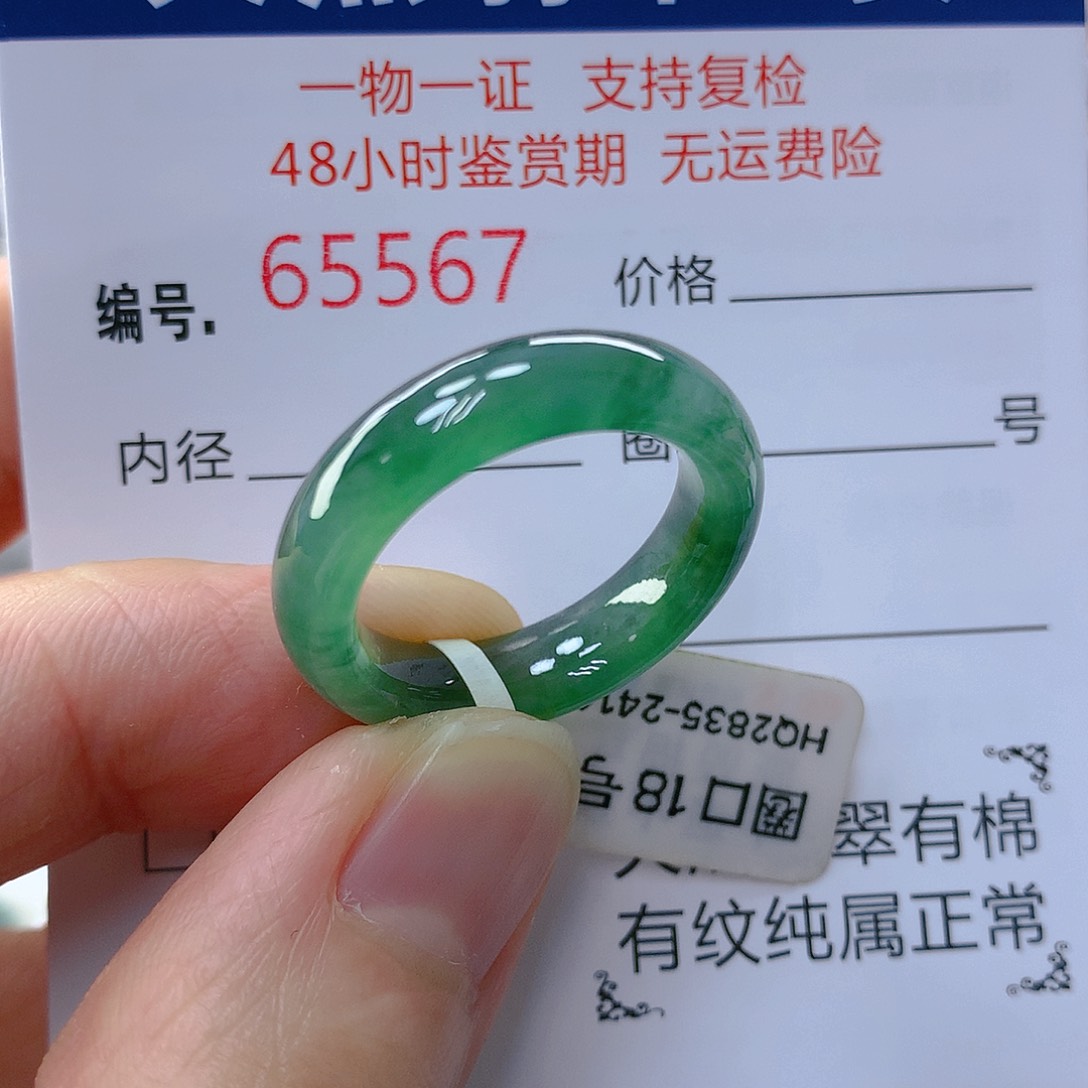 一物一证 支持复检
48小时鉴赏期 无运费险
编号. 65567 价格
内径 圈 号
HQ2835-241
圈口18号
翠有棉
有纹纯属正常